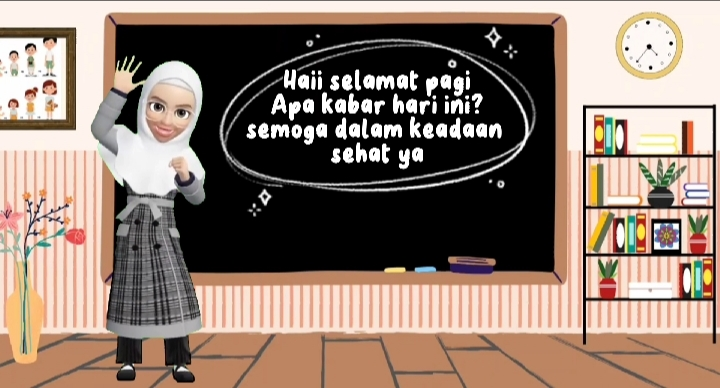 Haii selamat pagi
Apa kabar hari ini?
semoga dalam keadaan
sehat ya